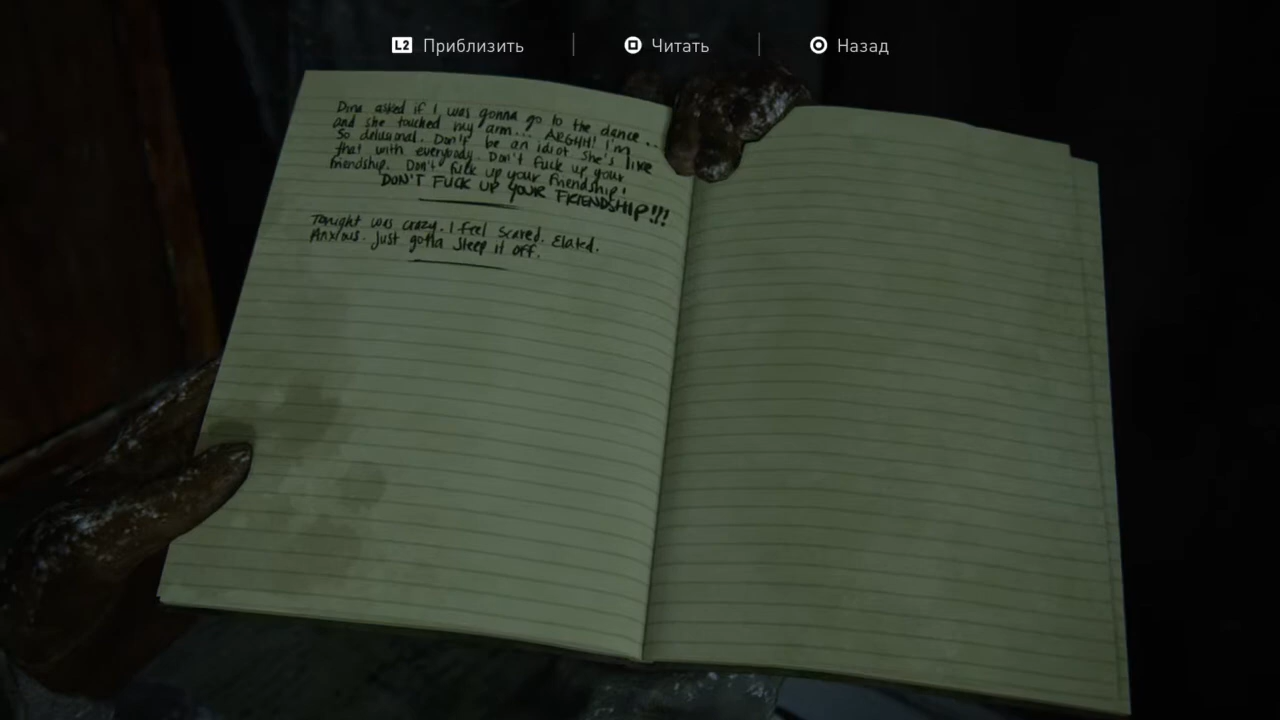 L2 Приблизить Читать Назад
Dina asked if I was gonna go to the dance...
and she touched my arm... ARGHH! I'm
so delusional. Don't be an idiot she's like
that with everybody. Don't fuck up your
friendship. Don't fuck up your friendship!
DON'T FUCK UP YOUR FRIENDSHIP!!!
Tonight was crazy. I feel scared. Elated.
Anxious. Just gotta sleep it off.